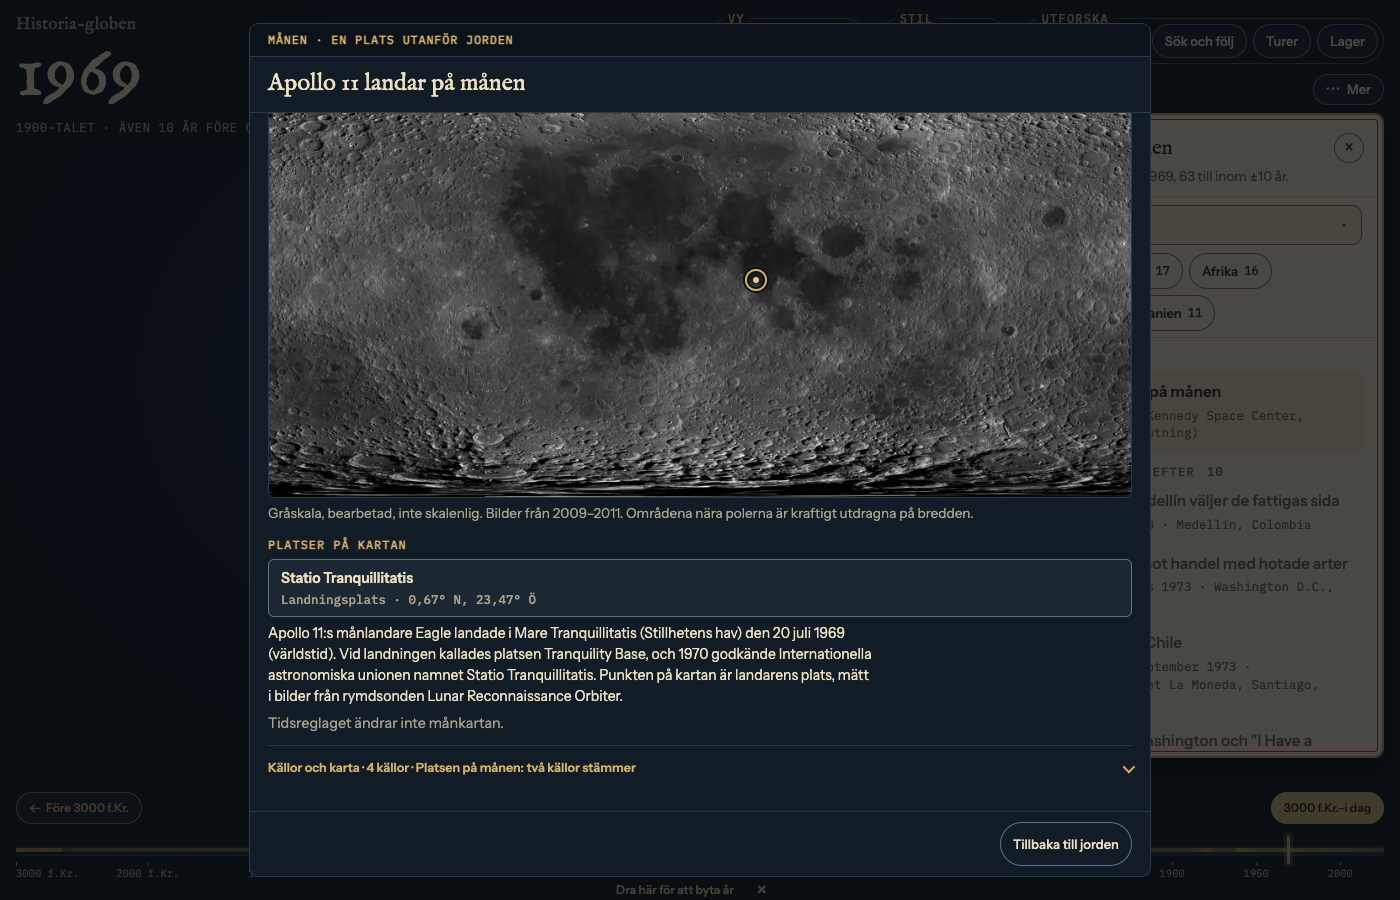 Historia-globen
1969
1900-TALET · ÄVEN 10 ÅR FÖRE
VY
STIL
UTFORSKA
Sök och följ
Turer
Lager
··· Mer
MÅNEN · EN PLATS UTANFÖR JORDEN
Apollo 11 landar på månen
×
969, 63 till inom ±10 år.
17
Afrika 16
anien 11
på månen
Kennedy Space Center,
utning)
EFTER 10
dellín väljer de fattigas sida
8 · Medellín, Colombia
ot handel med hotade arter
s 1973 · Washington D.C.,
Chile
ptember 1973 ·
et La Moneda, Santiago,
ashington och "I Have a
Gråskala, bearbetad, inte skalenlig. Bilder från 2009–2011. Områdena nära polerna är kraftigt utdragna på bredden.
PLATSER PÅ KARTAN
Statio Tranquillitatis
Landningsplats · 0,67° N, 23,47° Ö
Apollo 11:s månlandare Eagle landade i Mare Tranquillitatis (Stillhetens hav) den 20 juli 1969
(världstid). Vid landningen kallades platsen Tranquility Base, och 1970 godkände Internationella
astronomiska unionen namnet Statio Tranquillitatis. Punkten på kartan är landarens plats, mätt
i bilder från rymdsonden Lunar Reconnaissance Orbiter.
Tidsreglaget ändrar inte månkartan.
Källor och karta · 4 källor · Platsen på månen: två källor stämmer
Tillbaka till jorden
← Före 3000 f.Kr.
3000 f.Kr.–i dag
3000 f.Kr.
2000 f.Kr.
1900
1950
2000
Dra här för att byta år ×